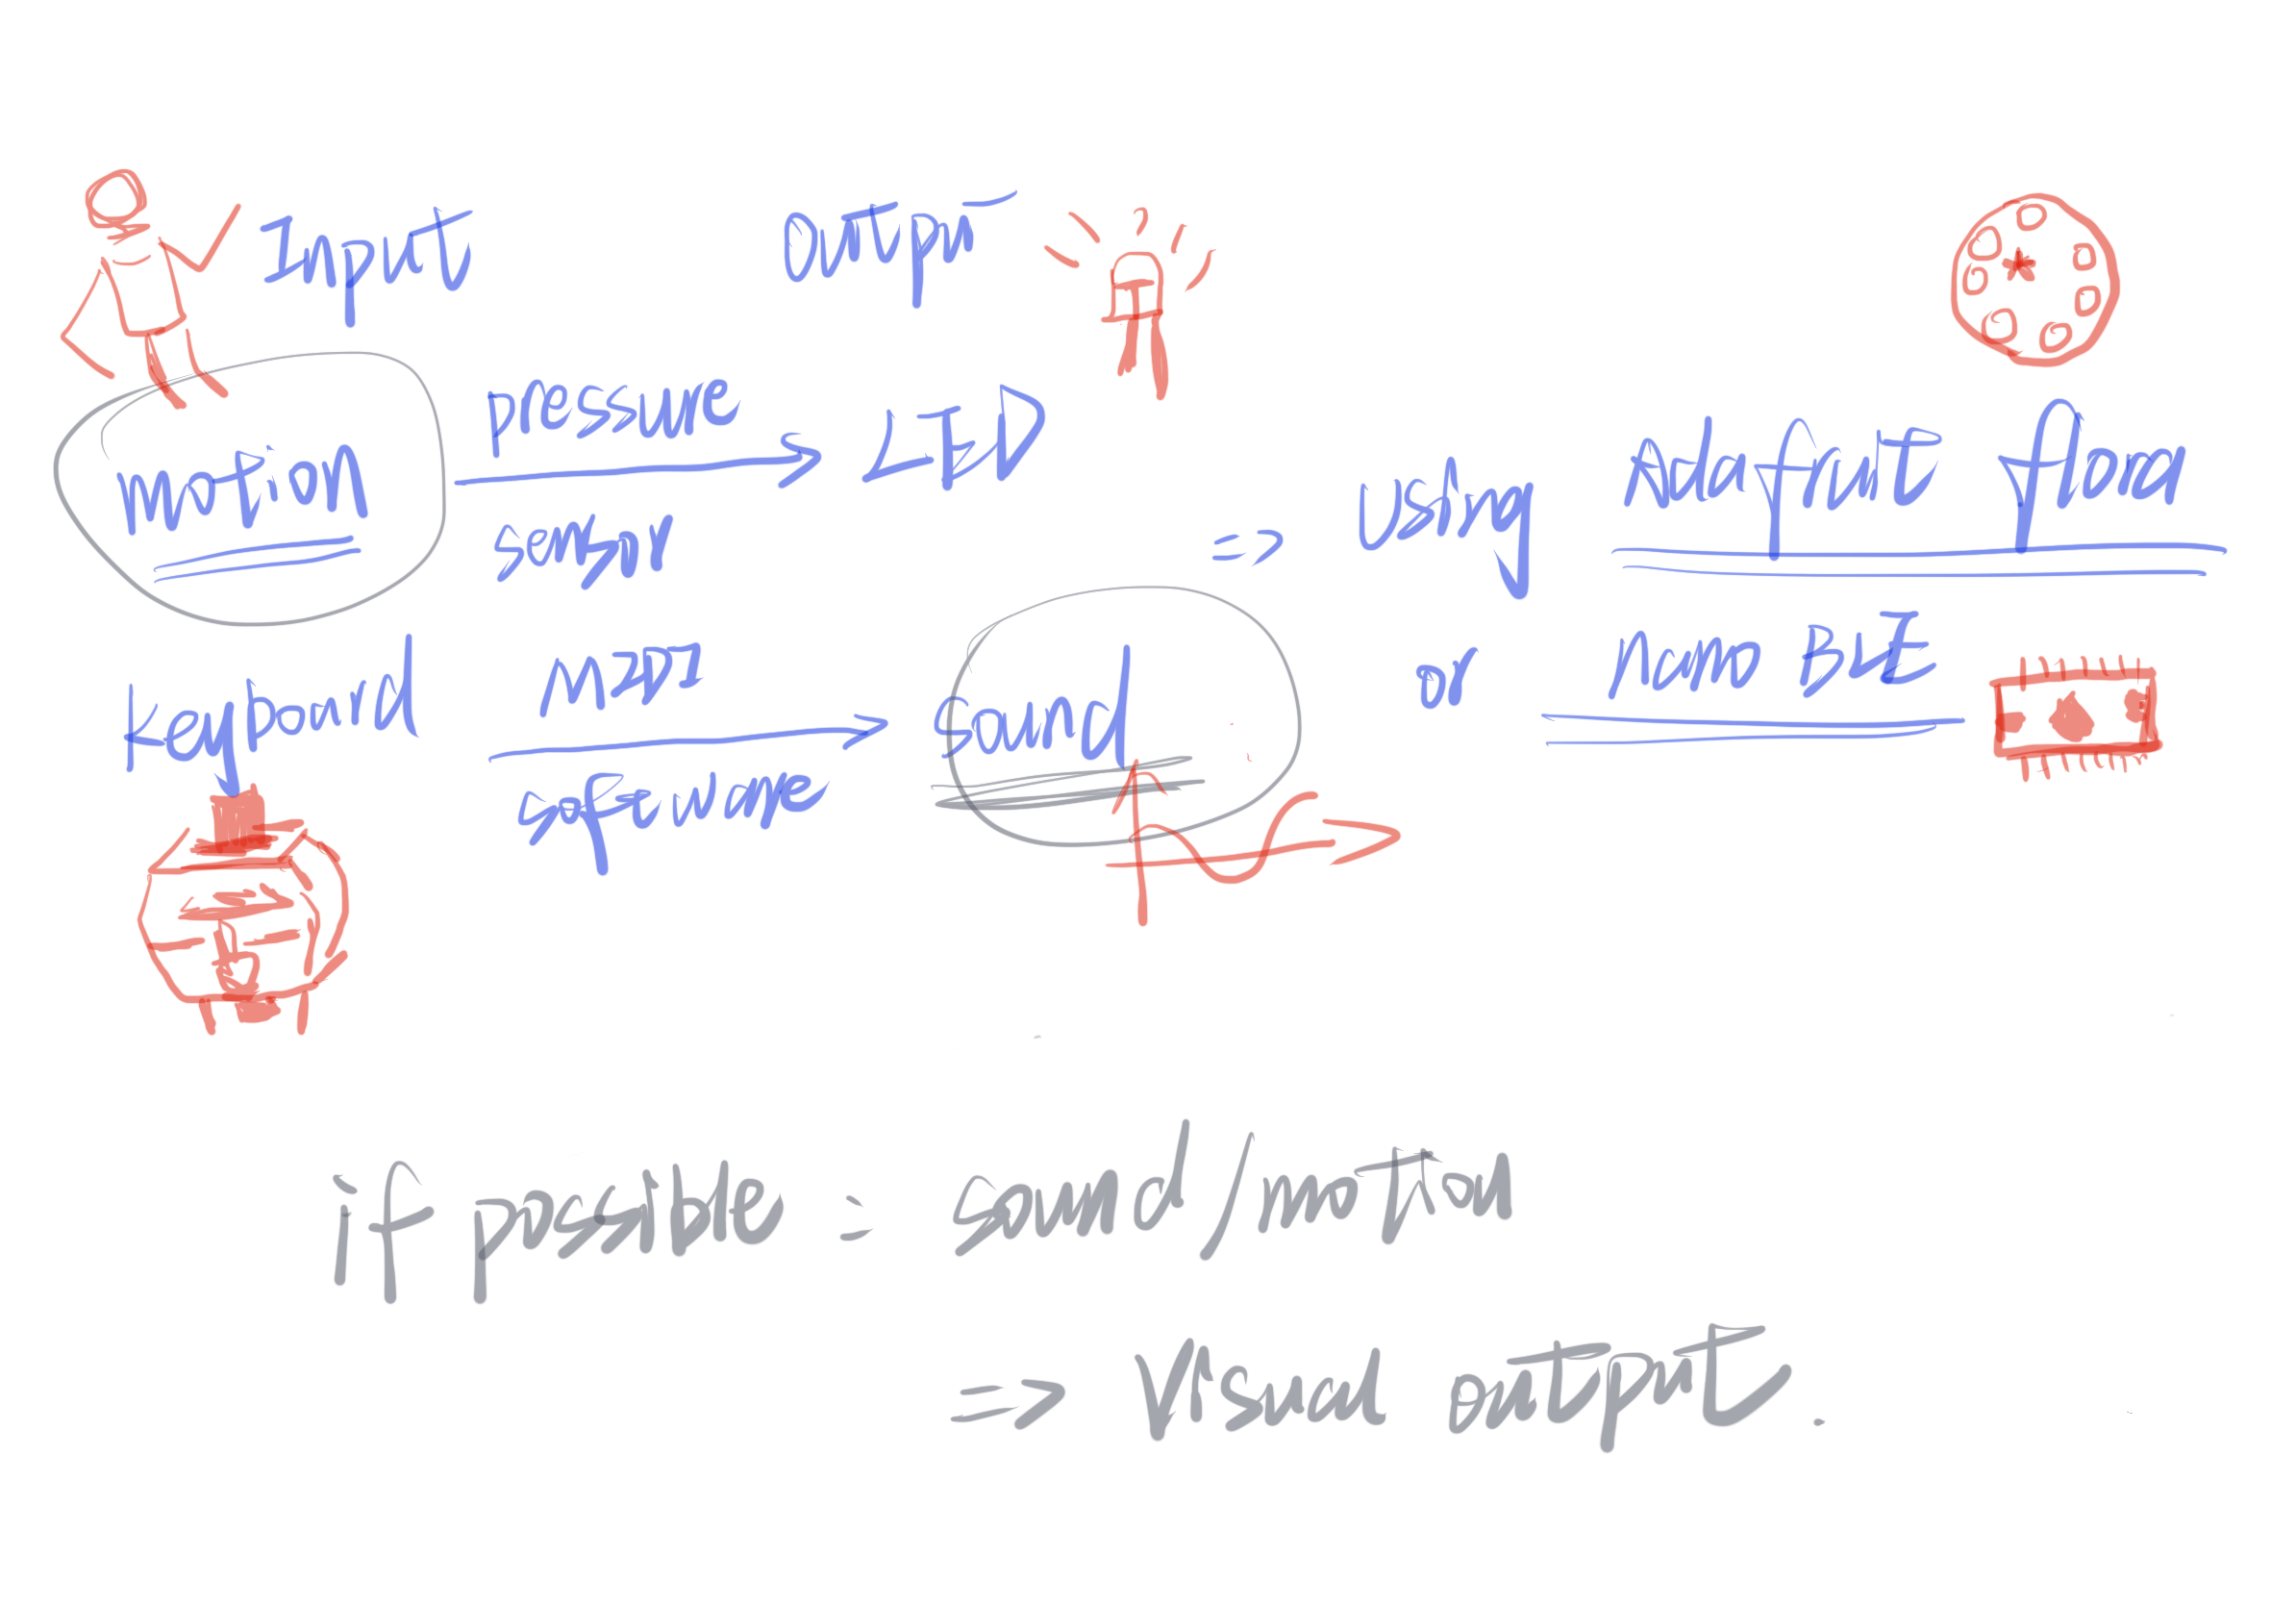 Input
Output
motion
pressure
sensor
LED
=> Using
Adafruit flora
or
Nano BLE
Keyboard
MIDI
software
sound
if possible : sound/motion
=> Visual output.